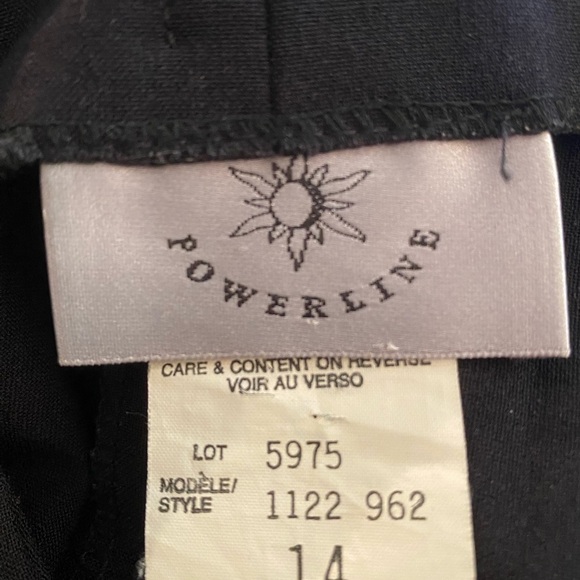 POWERLINE
CARE & CONTENT ON REVERSE
VOIR AU VERSO
LOT 5975
MODÈLE/
STYLE 1122 962
14